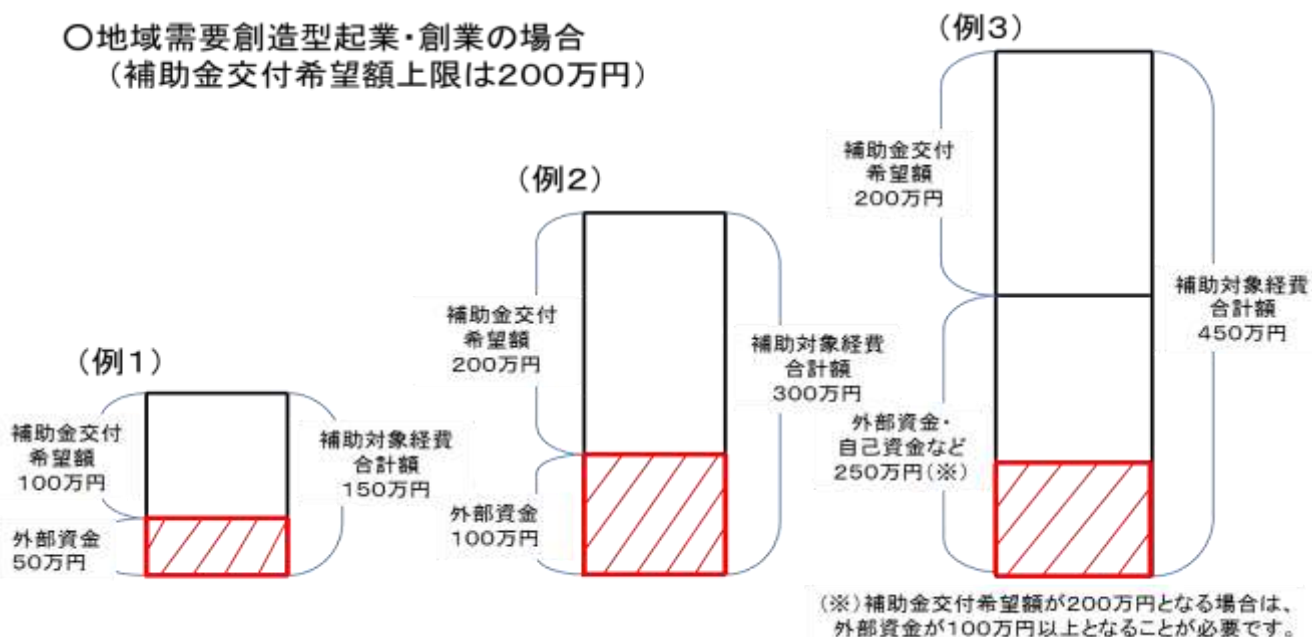 ○地域需要創造型起業・創業の場合
（補助金交付希望額上限は200万円）
（例1）
補助金交付
希望額
100万円
外部資金
50万円
補助対象経費
合計額
150万円
（例2）
補助金交付
希望額
200万円
外部資金
100万円
補助対象経費
合計額
300万円
（例3）
補助金交付
希望額
200万円
外部資金・
自己資金など
250万円（※）
補助対象経費
合計額
450万円
（※）補助金交付希望額が200万円となる場合は、
外部資金が100万円以上となることが必要です。